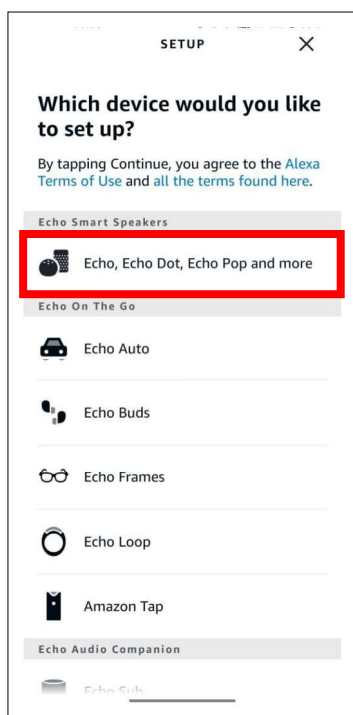 SETUP
Which device would you like
to set up?
By tapping Continue, you agree to the Alexa
Terms of Use and all the terms found here.
Echo Smart Speakers
Echo, Echo Dot, Echo Pop and more
Echo On The Go
Echo Auto
Echo Buds
Echo Frames
Echo Loop
Amazon Tap
Echo Audio Companion
Echo Sub